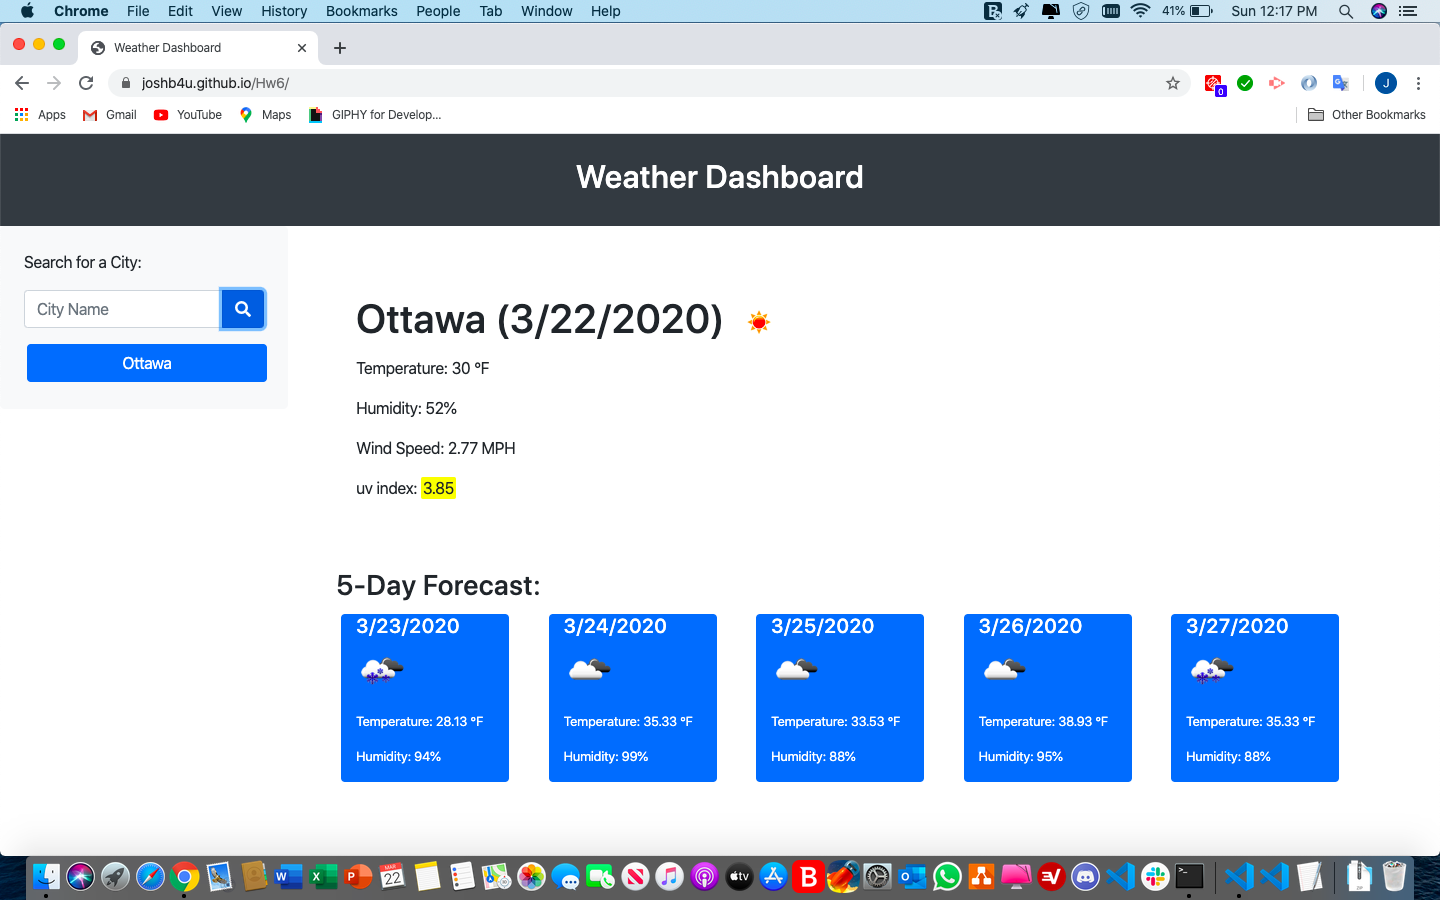 Chrome File Edit View History Bookmarks People Tab Window Help 41% Sun 12:17 PM
Weather Dashboard
joshb4u.github.io/Hw6/
0
J
Apps Gmail YouTube Maps GIPHY for Develop... Other Bookmarks
Weather Dashboard
Search for a City:
City Name
Ottawa
Ottawa (3/22/2020)
Temperature: 30 °F
Humidity: 52%
Wind Speed: 2.77 MPH
uv index: 3.85
5-Day Forecast:
3/23/2020 3/24/2020 3/25/2020 3/26/2020 3/27/2020
Temperature: 28.13 °F Temperature: 35.33 °F Temperature: 33.53 °F Temperature: 38.93 °F Temperature: 35.33 °F
Humidity: 94% Humidity: 99% Humidity: 88% Humidity: 95% Humidity: 88%
MAR
22
tv